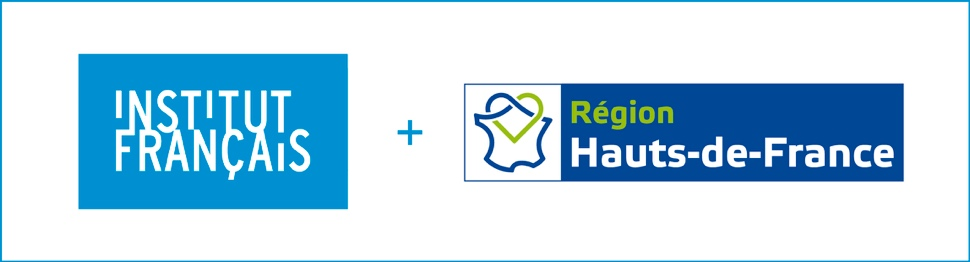 INSTITUT
FRANÇAIS
+
Région
Hauts-de-France